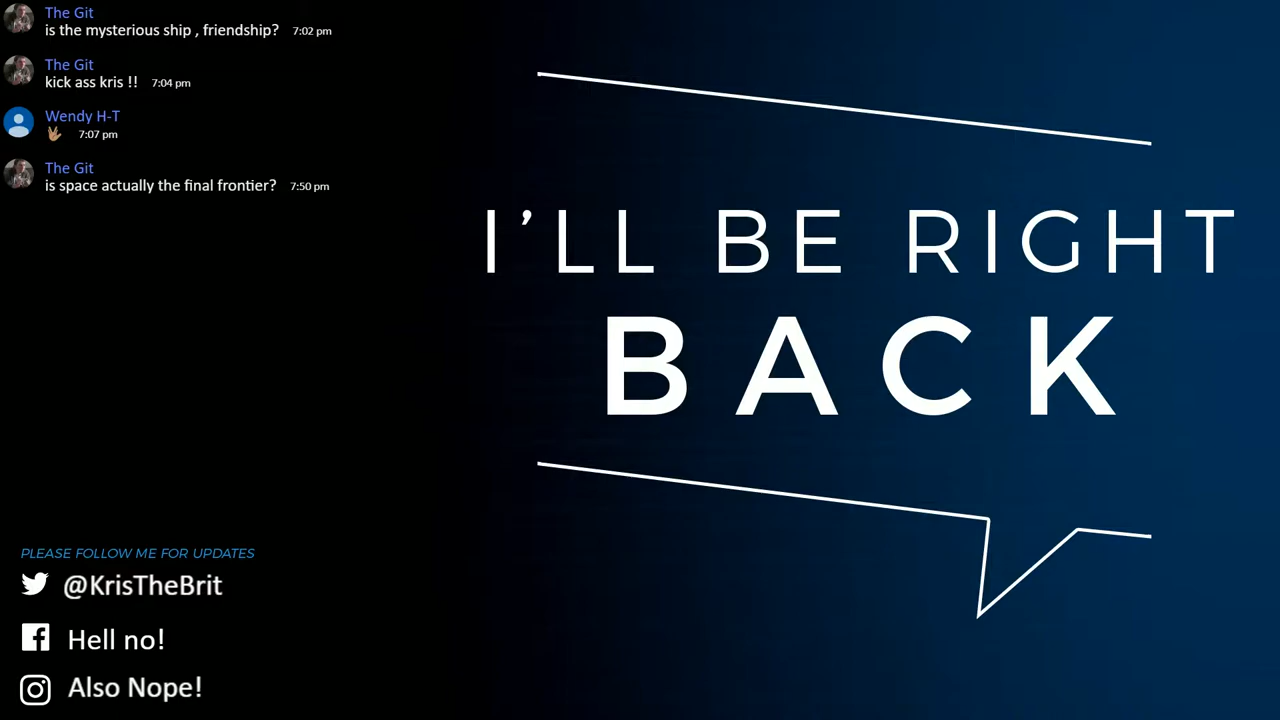 The Git
is the mysterious ship , friendship? 7:02 pm
The Git
kick ass kris !! 7:04 pm
Wendy H-T
🖖🏽 7:07 pm
The Git
is space actually the final frontier? 7:50 pm
I’LL BE RIGHT
BACK
PLEASE FOLLOW ME FOR UPDATES
@KrisTheBrit
Hell no!
Also Nope!